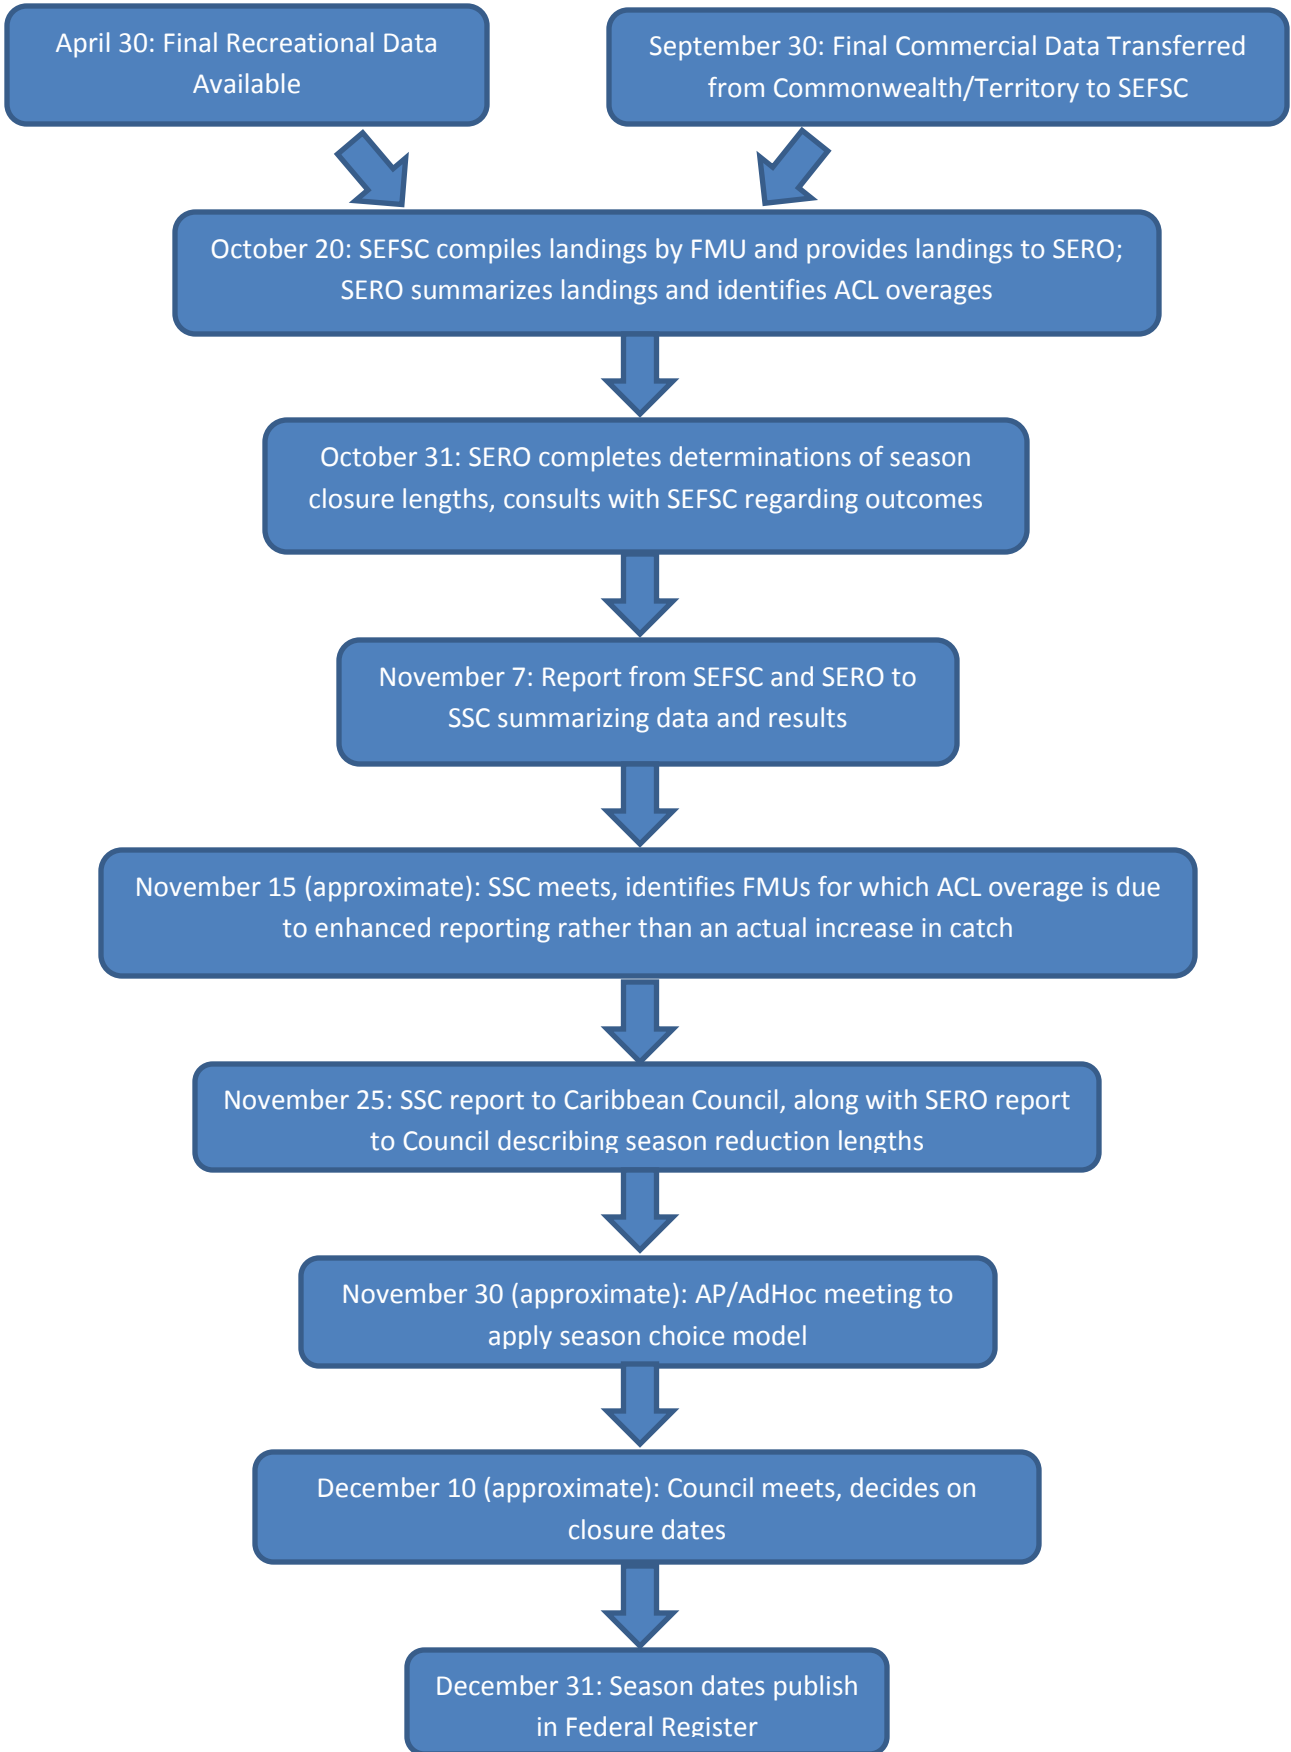 April 30: Final Recreational Data
Available
September 30: Final Commercial Data Transferred
from Commonwealth/Territory to SEFSC
October 20: SEFSC compiles landings by FMU and provides landings to SERO;
SERO summarizes landings and identifies ACL overages
October 31: SERO completes determinations of season
closure lengths, consults with SEFSC regarding outcomes
November 7: Report from SEFSC and SERO to
SSC summarizing data and results
November 15 (approximate): SSC meets, identifies FMUs for which ACL overage is due
to enhanced reporting rather than an actual increase in catch
November 25: SSC report to Caribbean Council, along with SERO report
to Council describing season reduction lengths
November 30 (approximate): AP/AdHoc meeting to
apply season choice model
December 10 (approximate): Council meets, decides on
closure dates
December 31: Season dates publish
in Federal Register